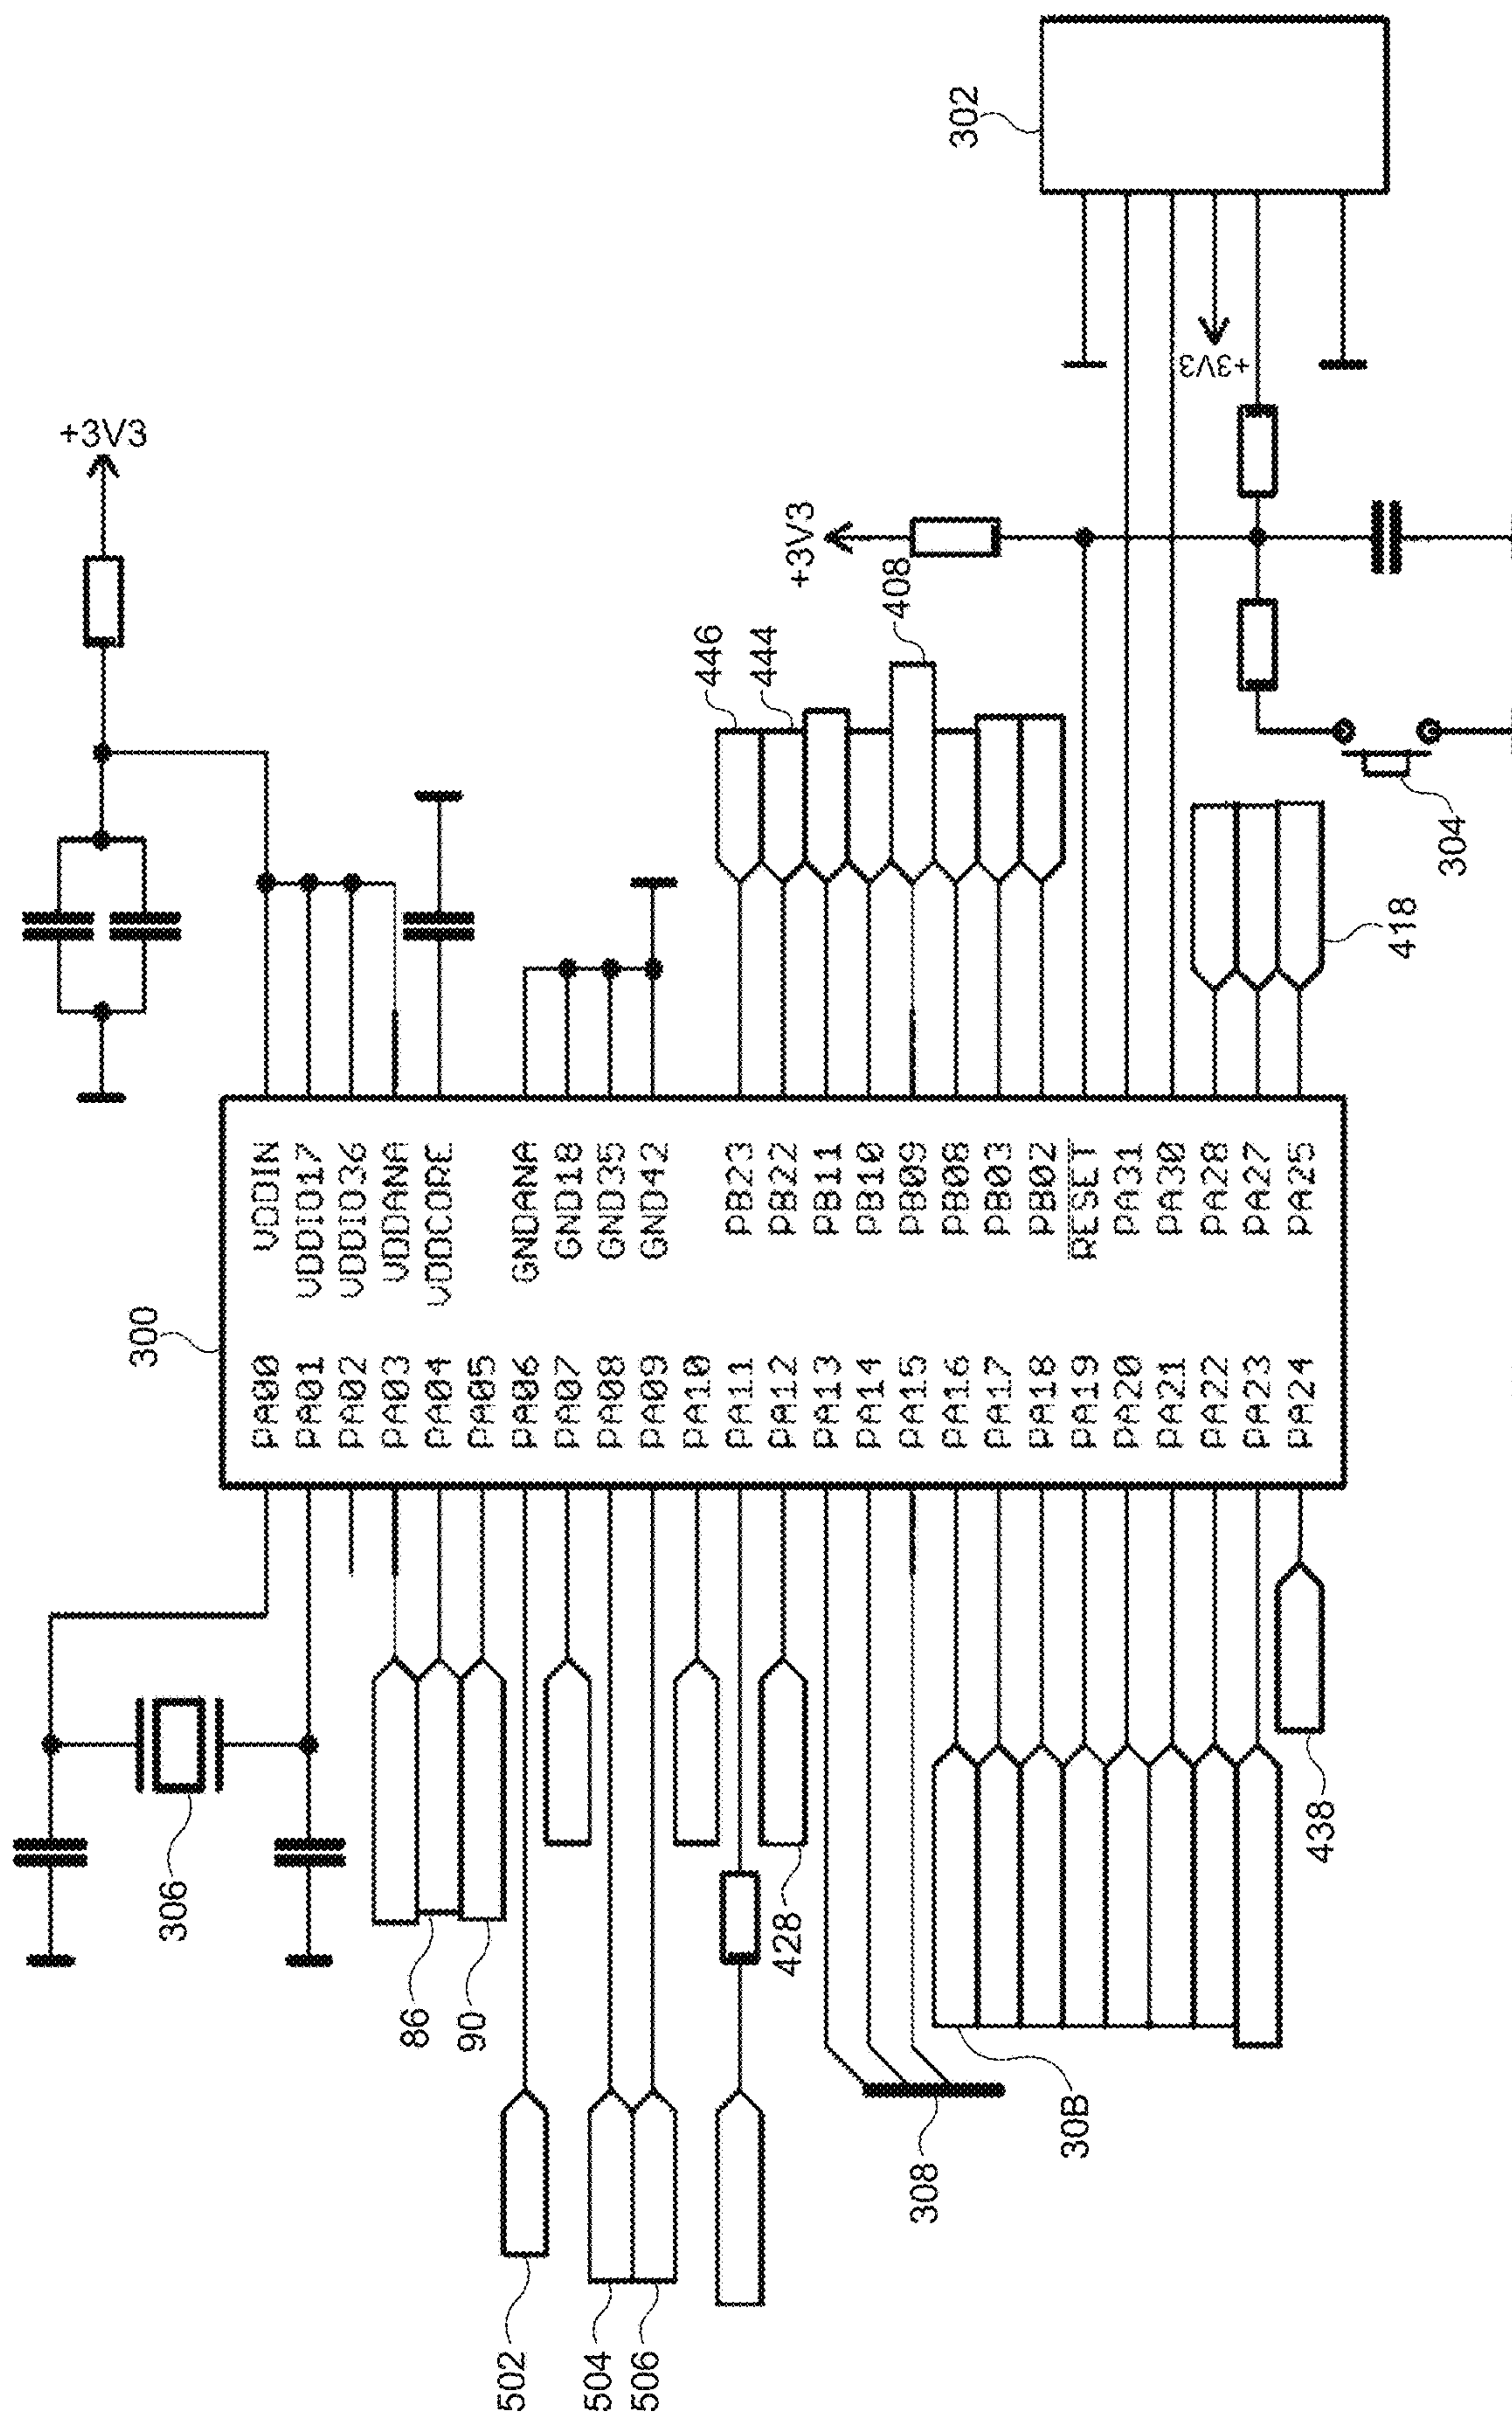 300
PA00
PA01
PA02
PA03
PA04
PA05
PA06
PA07
PA08
PA09
PA10
PA11
PA12
PA13
PA14
PA15
PA16
PA17
PA18
PA19
PA20
PA21
PA22
PA23
PA24
VDDIN
VDDIO17
VDDIO36
VDDANA
VDDCORE
GNDANA
GND18
GND35
GND42
PB23
PB22
PB11
PB10
PB09
PB08
PB03
PB02
RESET
PA31
PA30
PA28
PA27
PA25
306
86
90
502
504
506
428
308
30B
438
+3V3
446
444
408
+3V3
418
304
+3V3
302